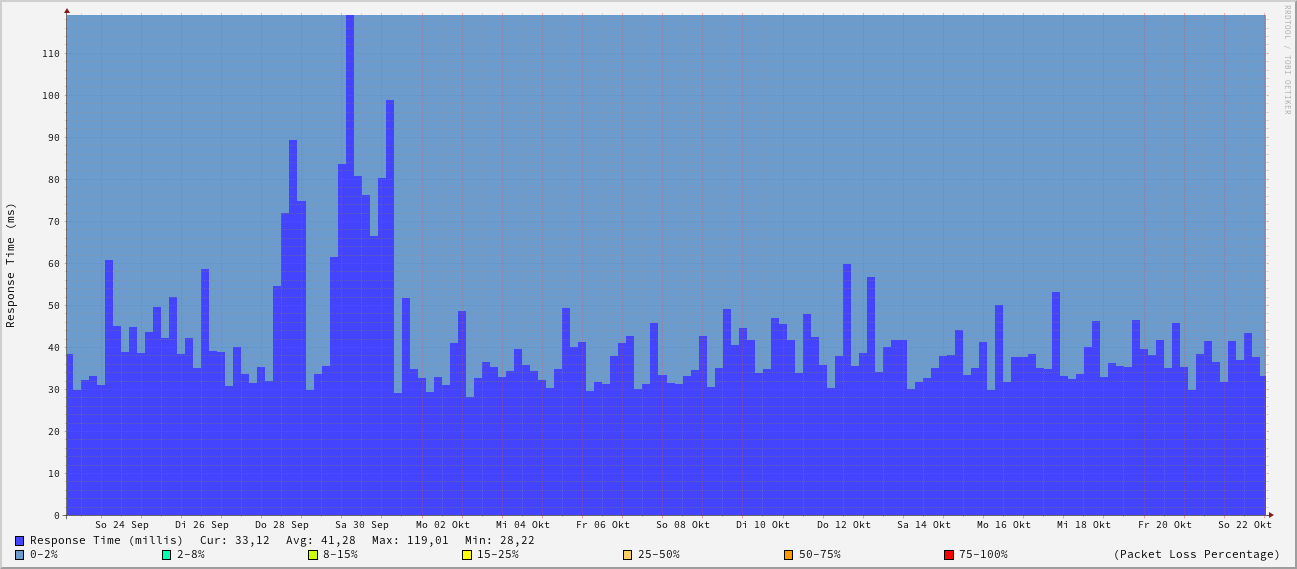 RRDTOOL / TOBI OETIKER
Response Time (ms)
110
100
90
80
70
60
50
40
30
20
10
0
So 24 Sep Di 26 Sep Do 28 Sep Sa 30 Sep Mo 02 Okt Mi 04 Okt Fr 06 Okt So 08 Okt Di 10 Okt Do 12 Okt Sa 14 Okt Mo 16 Okt Mi 18 Okt Fr 20 Okt So 22 Okt
Response Time (millis) Cur: 33,12 Avg: 41,28 Max: 119,01 Min: 28,22
0-2% 2-8% 8-15% 15-25% 25-50% 50-75% 75-100% (Packet Loss Percentage)